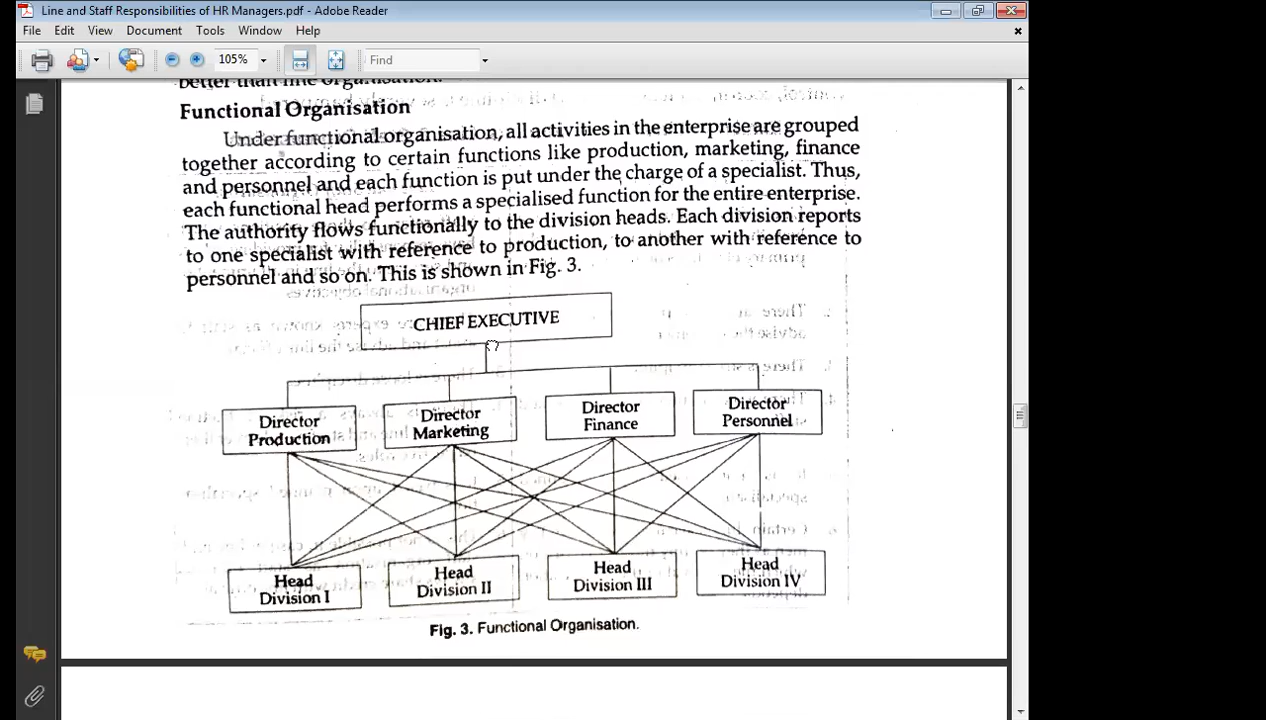 Line and Staff Responsibilities of HR Managers.pdf - Adobe Reader
File Edit View Document Tools Window Help
105% Find
better than line organisation.
Functional Organisation
Under functional organisation, all activities in the enterprise are grouped
together according to certain functions like production, marketing, finance
and personnel and each function is put under the charge of a specialist. Thus,
each functional head performs a specialised function for the entire enterprise.
The authority flows functionally to the division heads. Each division reports
to one specialist with reference to production, to another with reference to
personnel and so on. This is shown in Fig. 3.
CHIEF EXECUTIVE
Director
Production
Director
Marketing
Director
Finance
Director
Personnel
Head
Division I
Head
Division II
Head
Division III
Head
Division IV
Fig. 3. Functional Organisation.